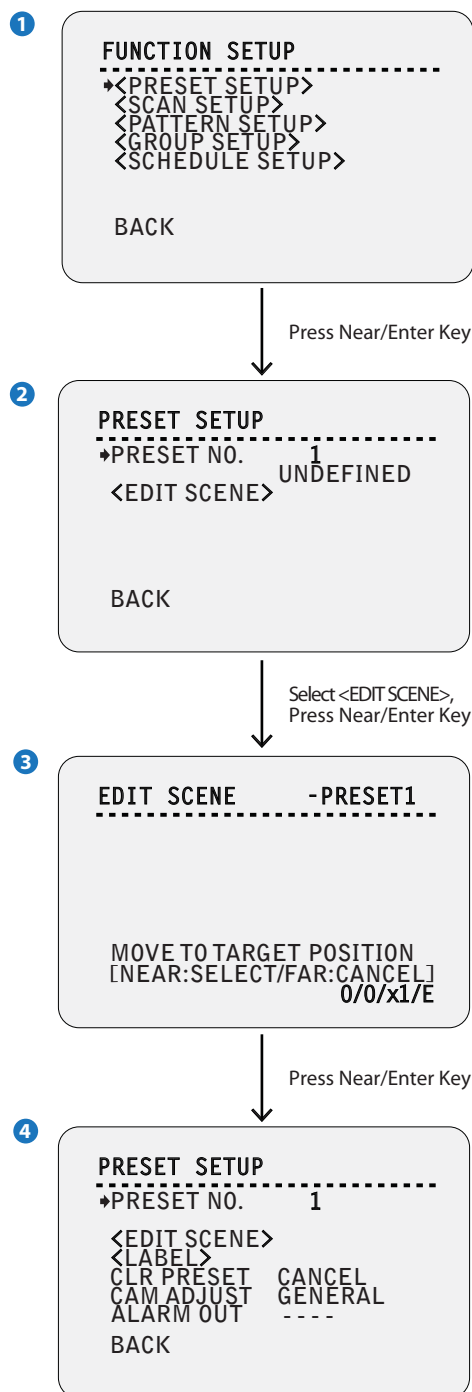 1
FUNCTION SETUP
<PRESET SETUP>
<SCAN SETUP>
<PATTERN SETUP>
<GROUP SETUP>
<SCHEDULE SETUP>
BACK
Press Near/Enter Key
2
PRESET SETUP
PRESET NO. 1
UNDEFINED
<EDIT SCENE>
BACK
Select <EDIT SCENE>,
Press Near/Enter Key
3
EDIT SCENE -PRESET1
MOVE TO TARGET POSITION
[NEAR:SELECT/FAR:CANCEL]
0/0/x1/E
Press Near/Enter Key
4
PRESET SETUP
PRESET NO. 1
<EDIT SCENE>
<LABEL>
CLR PRESET CANCEL
CAM ADJUST GENERAL
ALARM OUT ----
BACK